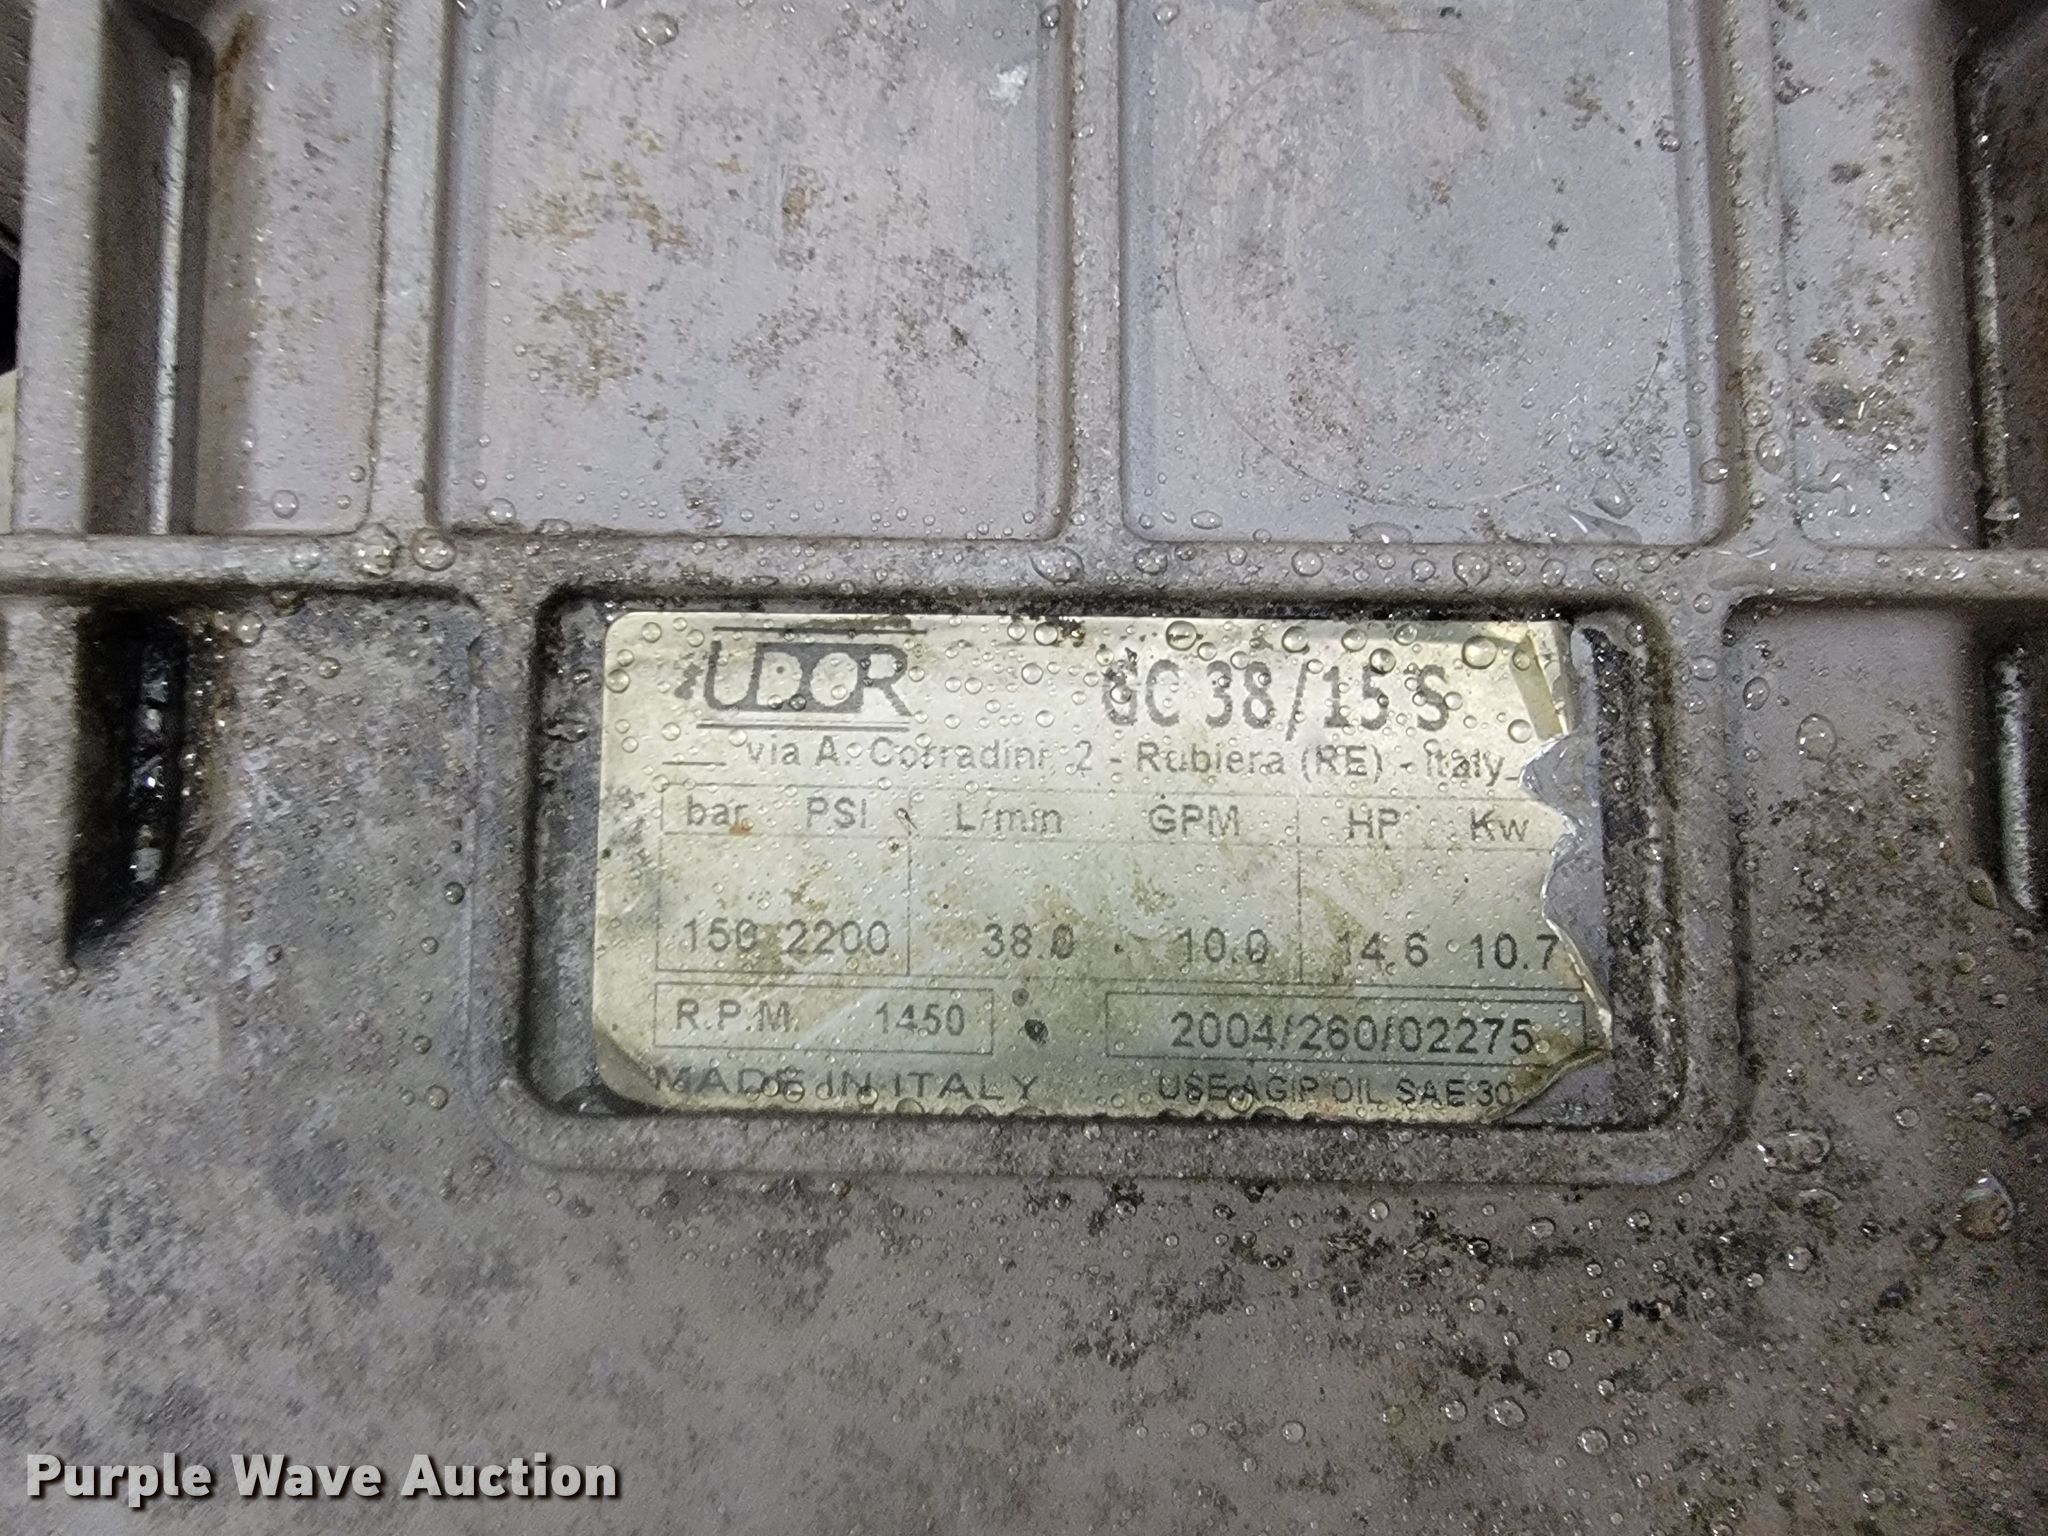 UDOR GC 38/15 S
via A. Corradini, 2 - Rubiera (RE) - Italy
bar PSI L/min GPM HP Kw
150 2200 38.0 10.0 14.6 10.7
R.P.M. 1450 2004/260/02275
MADE IN ITALY USE AGIP OIL SAE 30
Purple Wave Auction